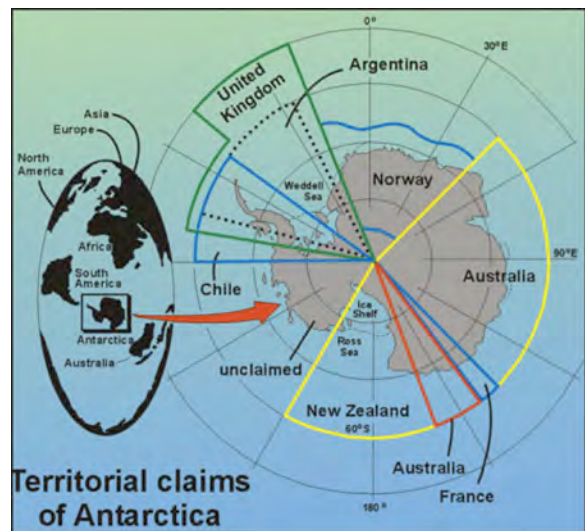 0°
30°E
United
Kingdom
Argentina
Asia
Europe
North
America
Weddell
Sea
Norway
Africa
South
America
Chile
90°E
Australia
Antarctica
Australia
Ice
Shelf
Ross
Sea
unclaimed
New Zealand
60°S
Australia
France
180°
Territorial claims
of Antarctica